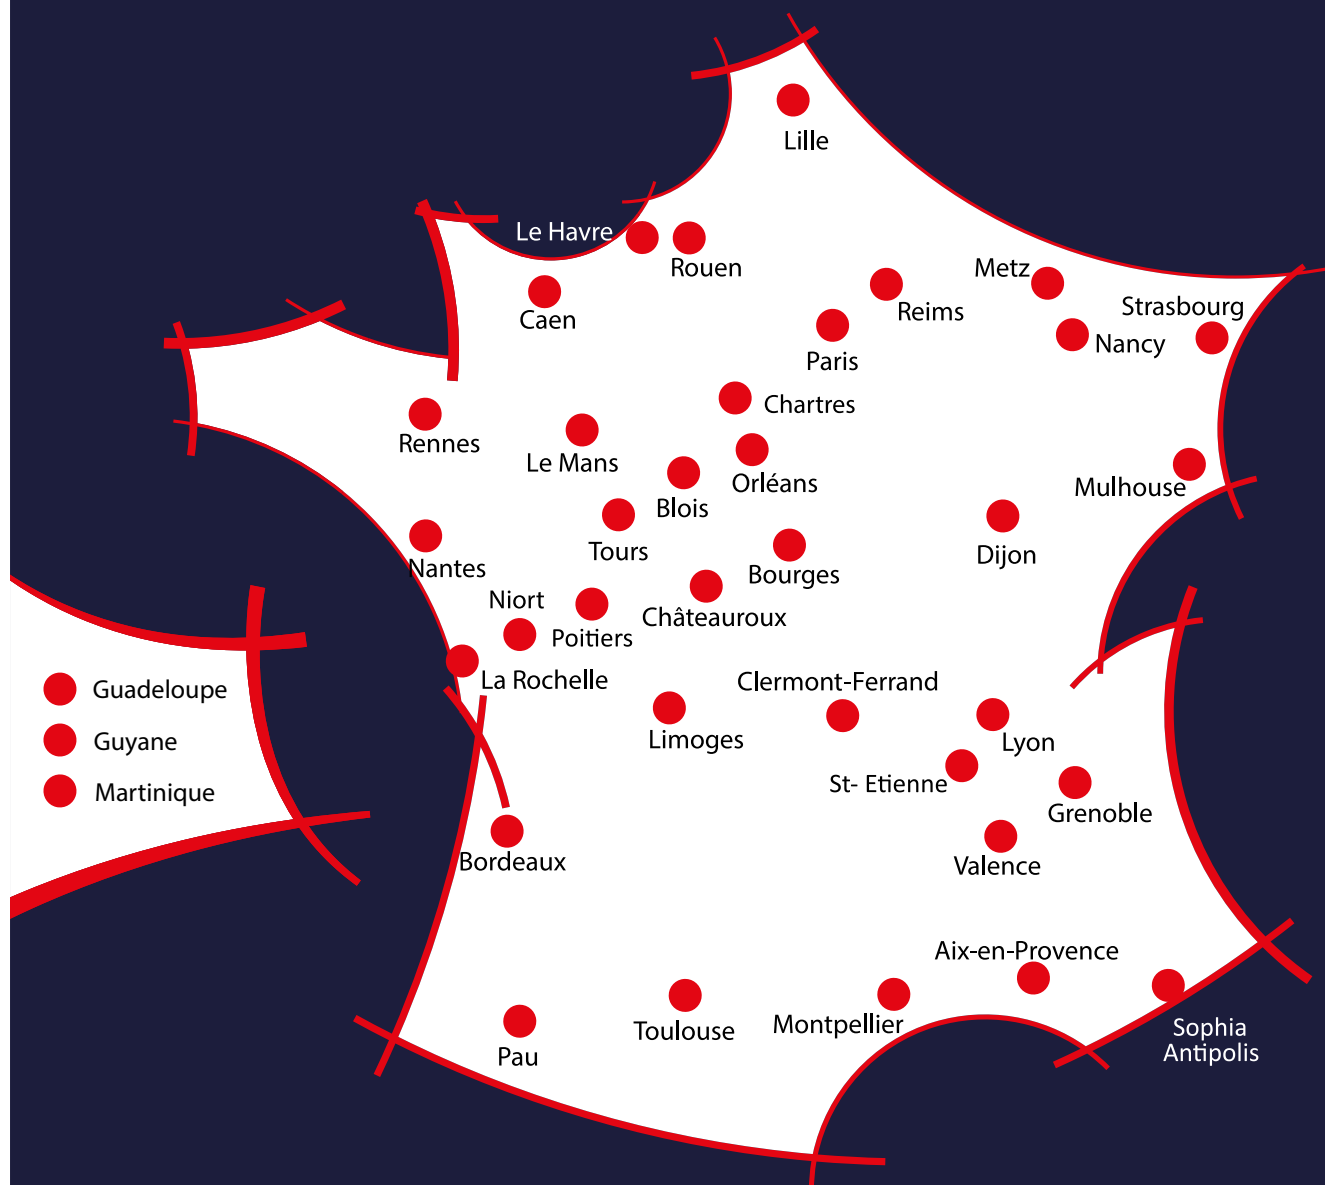 Lille
Le Havre
Rouen
Caen
Metz
Reims
Strasbourg
Nancy
Paris
Chartres
Rennes
Le Mans
Orléans
Blois
Mulhouse
Tours
Dijon
Nantes
Bourges
Niort
Châteauroux
Poitiers
La Rochelle
Clermont-Ferrand
Guadeloupe
Limoges
Lyon
Guyane
St- Etienne
Martinique
Grenoble
Bordeaux
Valence
Aix-en-Provence
Montpellier
Toulouse
Sophia
Antipolis
Pau